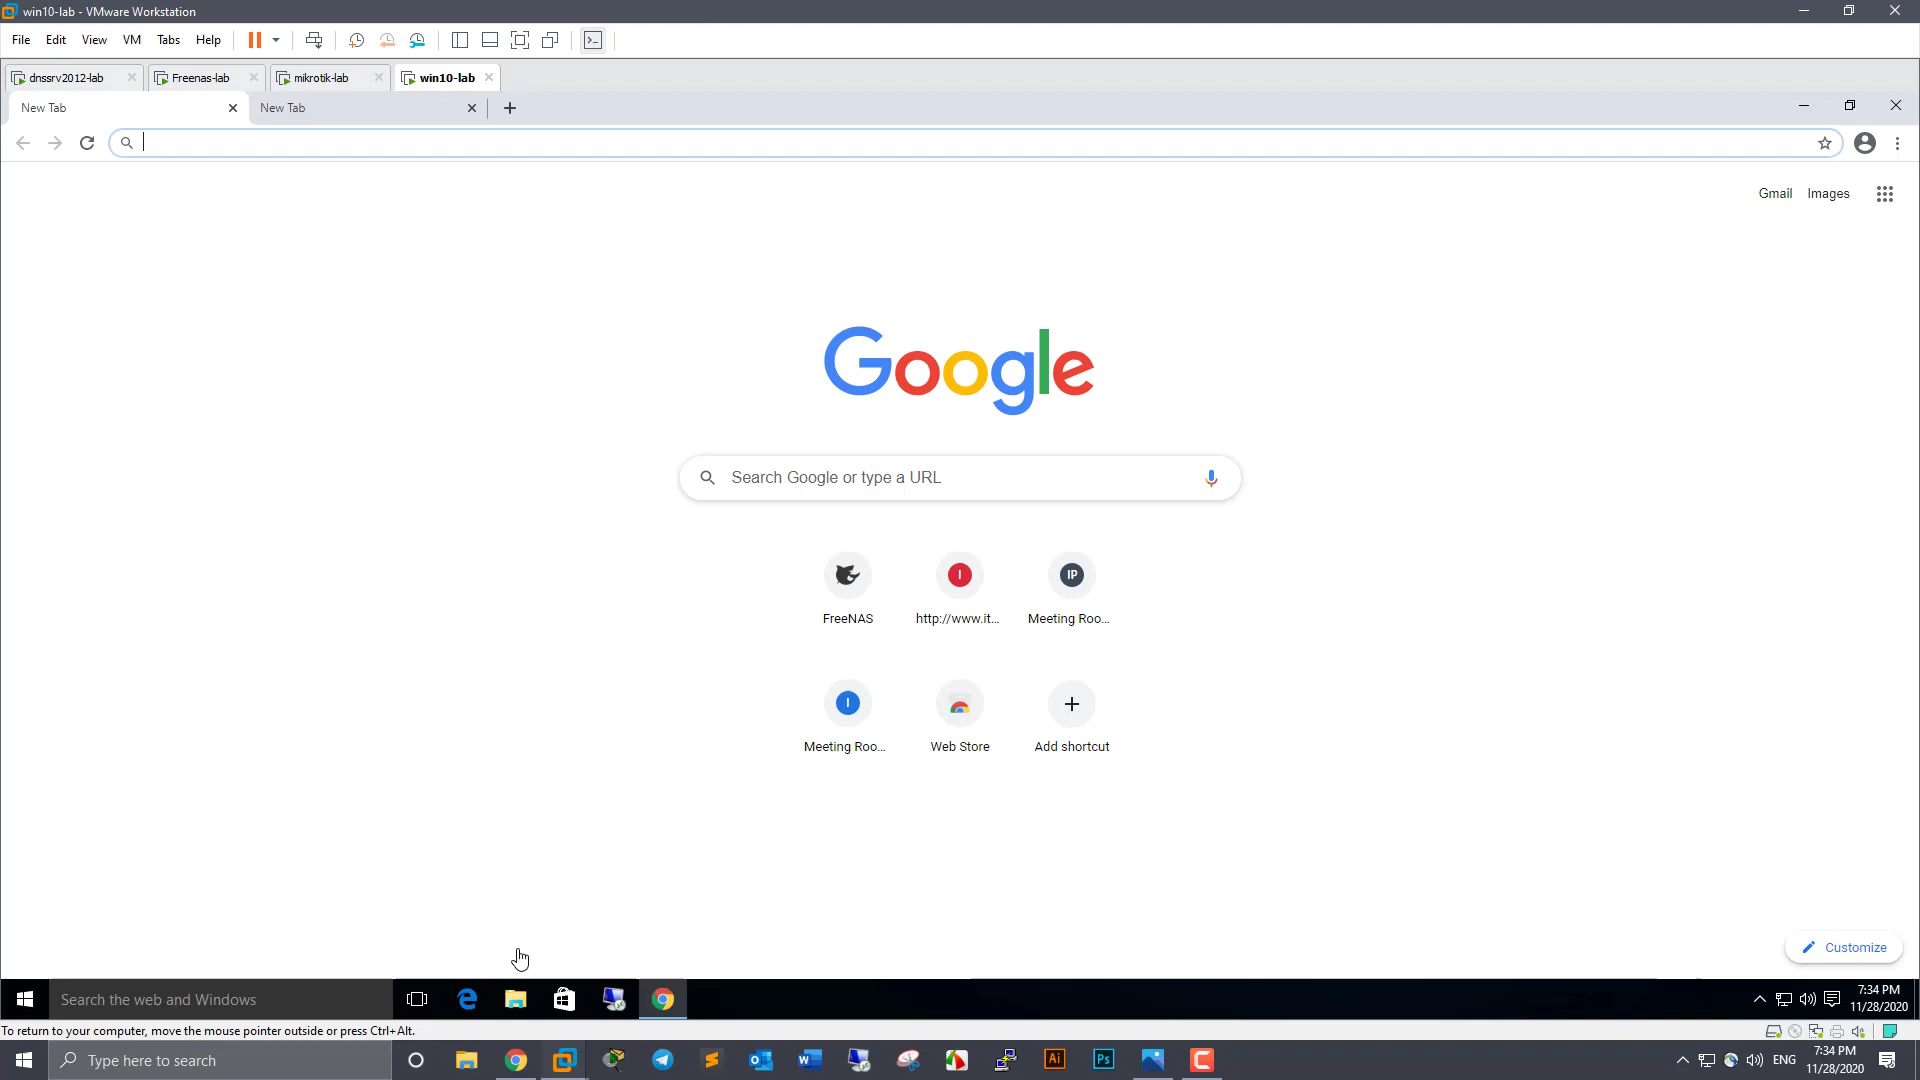 win10-lab - VMware Workstation
File Edit View VM Tabs Help
dnssrv2012-lab Freenas-lab mikrotik-lab win10-lab
New Tab New Tab
Gmail Images
Google
Search Google or type a URL
I IP
FreeNAS http://www.it... Meeting Roo...
I
Meeting Roo... Web Store Add shortcut
Customize
Search the web and Windows
7:34 PM
11/28/2020
To return to your computer, move the mouse pointer outside or press Ctrl+Alt.
Type here to search
Ai Ps
ENG
7:34 PM
11/28/2020